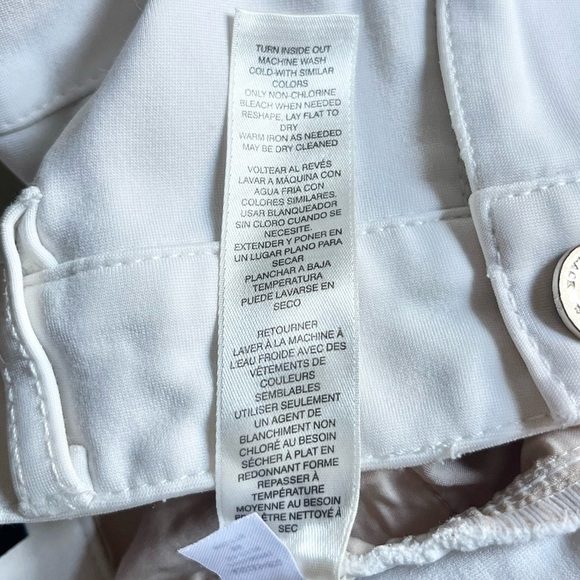 TURN INSIDE OUT
MACHINE WASH
COLD-WITH SIMILAR
COLORS
ONLY NON-CHLORINE
BLEACH WHEN NEEDED
RESHAPE, LAY FLAT TO
DRY
WARM IRON AS NEEDED
MAY BE DRY CLEANED
VOLTEAR AL REVÉS
LAVAR A MÁQUINA CON
AGUA FRIA CON
COLORES SIMILARES.
USAR BLANQUEADOR
SIN CLORO CUANDO SE
NECESITE.
EXTENDER Y PONER EN
UN LUGAR PLANO PARA
SECAR
PLANCHAR A BAJA
TEMPERATURA
PUEDE LAVARSE EN
SECO
RETOURNER
LAVER À LA MACHINE À
L'EAU FROIDE AVEC DES
VÊTEMENTS DE
COULEURS
SEMBLABLES
UTILISER SEULEMENT
UN AGENT DE
BLANCHIMENT NON
CHLORÉ AU BESOIN
SÉCHER À PLAT EN
REDONNANT FORME
REPASSER À
TEMPÉRATURE
MOYENNE AU BESOIN
ÊTRE NETTOYÉ À
SEC